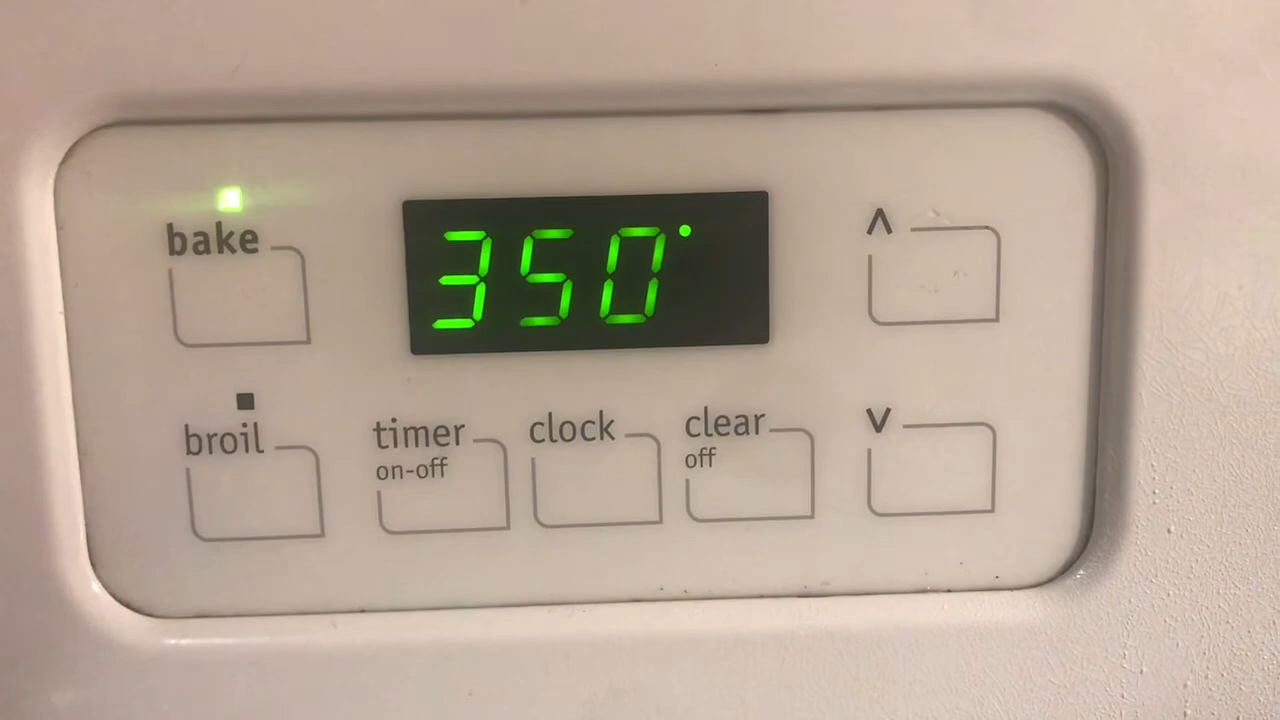 bake
350°
^
broil
timer
on-off
clock
clear
off
v